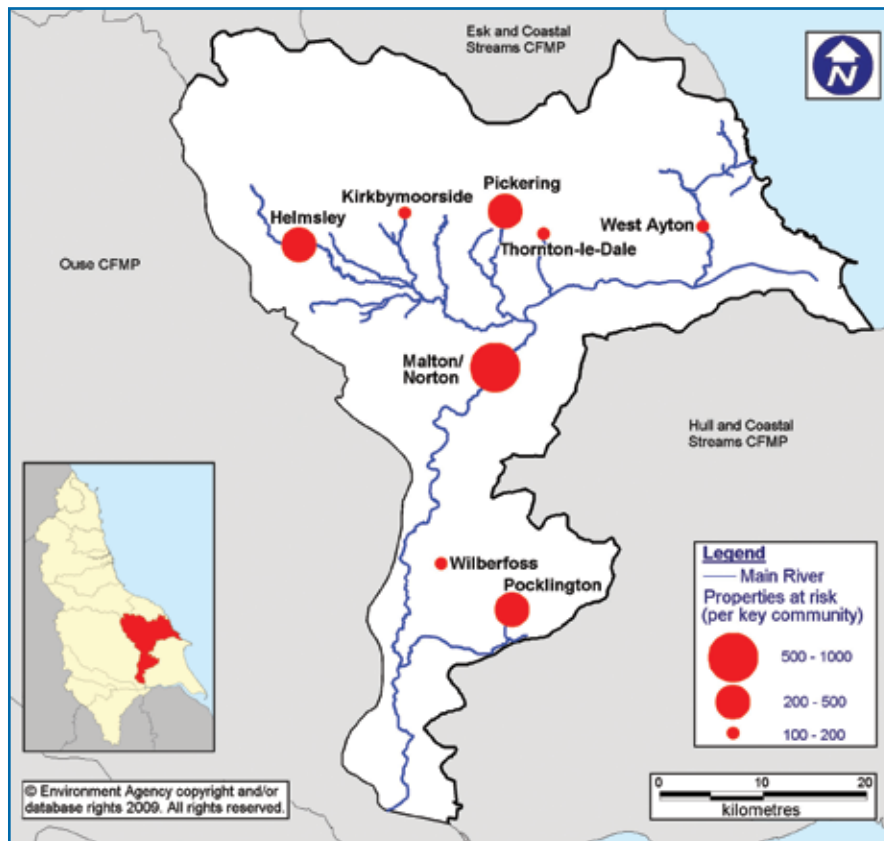 Esk and Coastal
Streams CFMP
N
Pickering
Kirkbymoorside
Helmsley
West Ayton
Thornton-le-Dale
Ouse CFMP
Malton/
Norton
Hull and Coastal
Streams CFMP
Wilberfoss
Pocklington
Legend
Main River
Properties at risk
(per key community)
500 - 1000
200 - 500
100 - 200
© Environment Agency copyright and/or
database rights 2009. All rights reserved.
0 10 20
kilometres